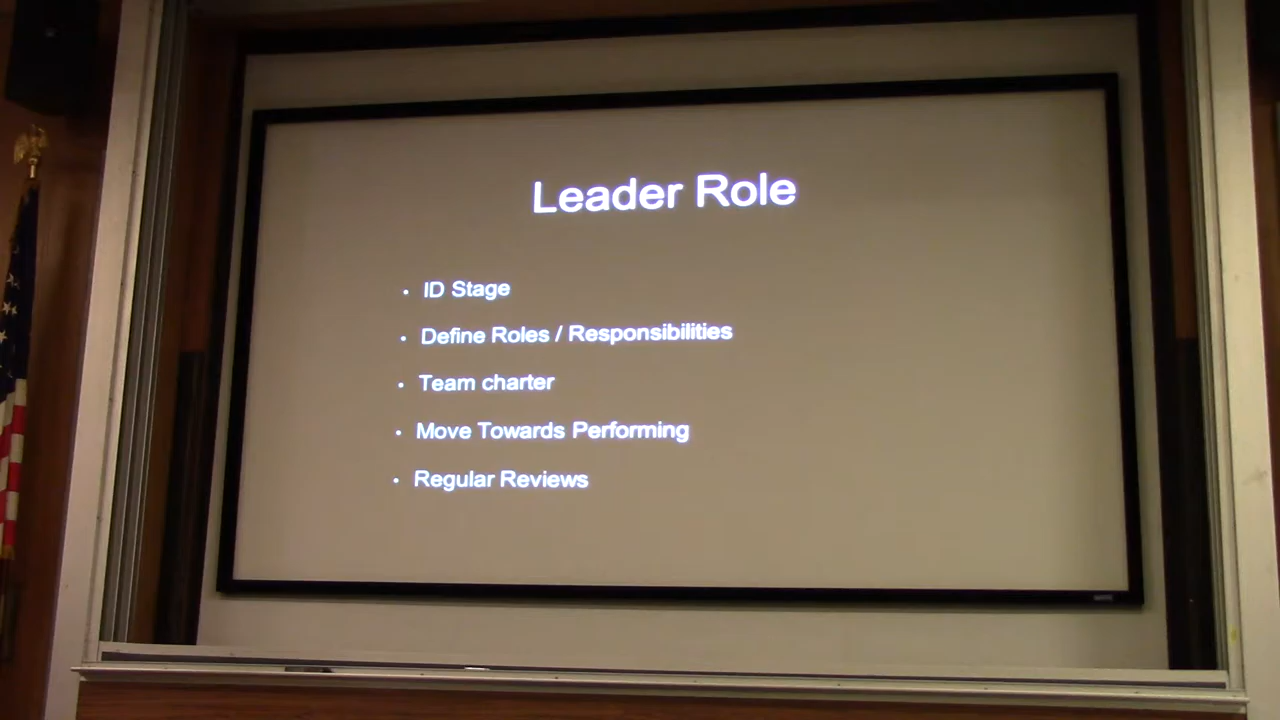 Leader Role
• ID Stage
• Define Roles / Responsibilities
• Team charter
• Move Towards Performing
• Regular Reviews